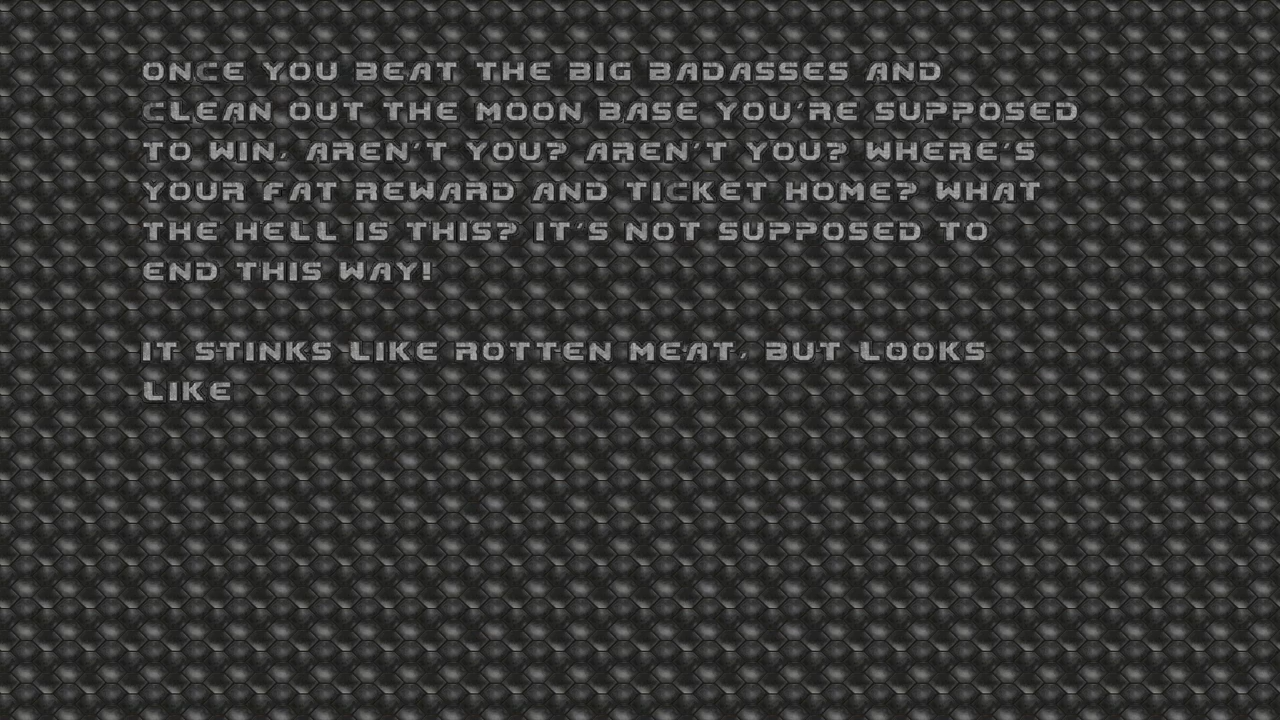 ONCE YOU BEAT THE BIG BADASSES AND
CLEAN OUT THE MOON BASE YOU'RE SUPPOSED
TO WIN, AREN'T YOU? AREN'T YOU? WHERE'S
YOUR FAT REWARD AND TICKET HOME? WHAT
THE HELL IS THIS? IT'S NOT SUPPOSED TO
END THIS WAY!
IT STINKS LIKE ROTTEN MEAT, BUT LOOKS
LIKE